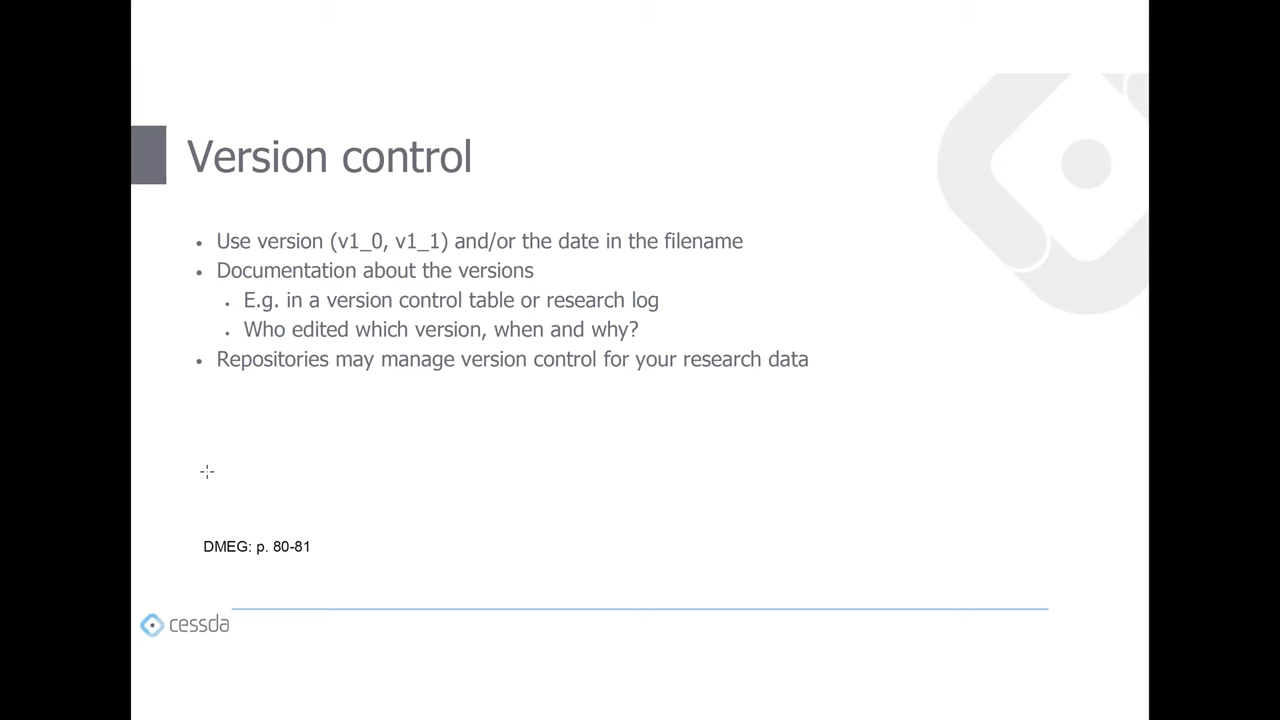 Version control
• Use version (v1_0, v1_1) and/or the date in the filename
• Documentation about the versions
• E.g. in a version control table or research log
• Who edited which version, when and why?
• Repositories may manage version control for your research data
DMEG: p. 80-81
cessda